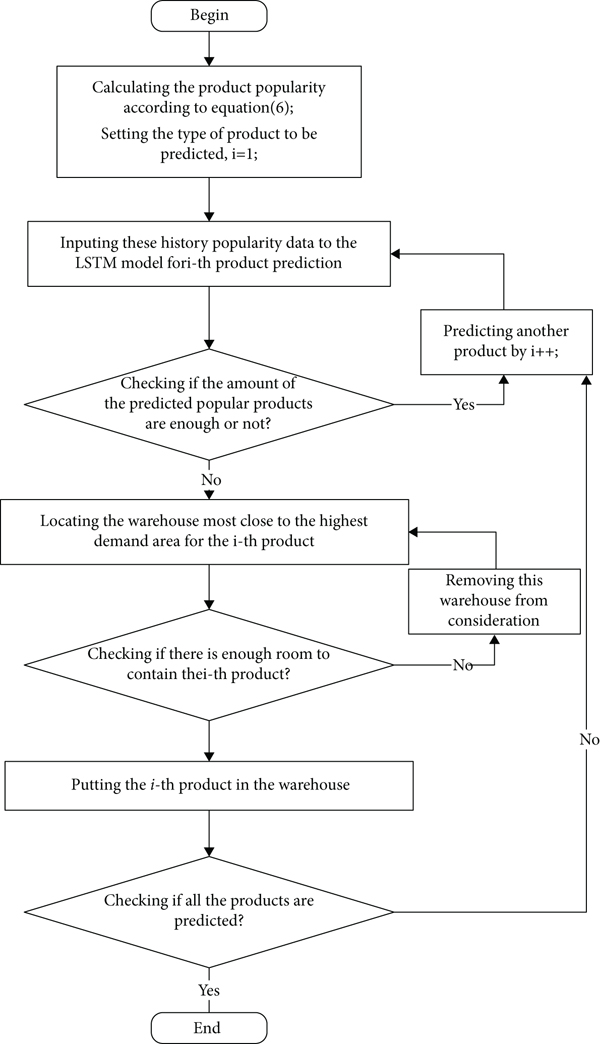 Begin
Calculating the product popularity
according to equation(6);
Setting the type of product to be
predicted, i=1;
Inputing these history popularity data to the
LSTM model fori-th product prediction
Predicting another
product by i++;
Checking if the amount of
the predicted popular products
are enough or not?
Yes
No
Locating the warehouse most close to the highest
demand area for the i-th product
Removing this
warehouse from
consideration
Checking if there is enough room to
contain thei-th product?
No
No
Putting the i-th product in the warehouse
Checking if all the products are
predicted?
Yes
End